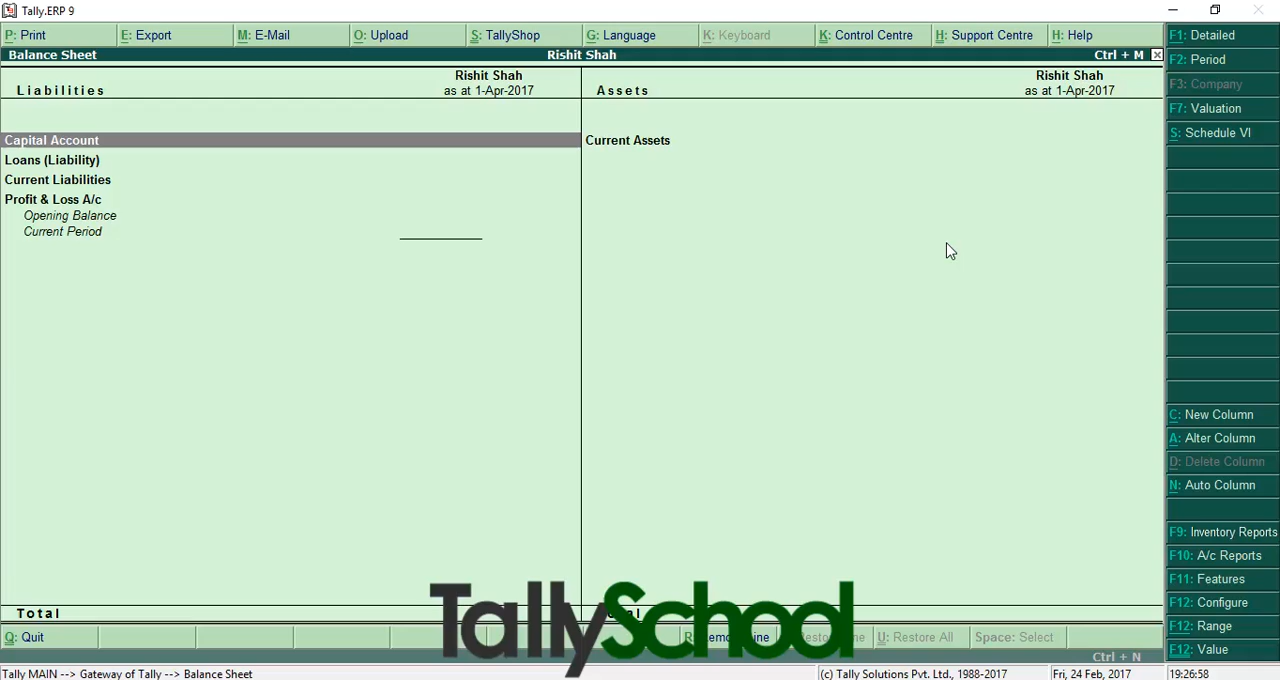 Tally.ERP 9
P: Print E: Export M: E-Mail O: Upload S: TallyShop G: Language K: Keyboard K: Control Centre H: Support Centre H: Help
Balance Sheet Rishit Shah Ctrl + M
Liabilities
Rishit Shah
as at 1-Apr-2017
Assets
Rishit Shah
as at 1-Apr-2017
Capital Account
Loans (Liability)
Current Liabilities
Profit & Loss A/c
Opening Balance
Current Period
Current Assets
Total
F1: Detailed
F2: Period
F3: Company
F7: Valuation
S: Schedule VI
C: New Column
A: Alter Column
D: Delete Column
N: Auto Column
F9: Inventory Reports
F10: A/c Reports
F11: Features
F12: Configure
F12: Range
F12: Value
TallySchool
Q: Quit U: Restore All Space: Select
Ctrl + N
Tally MAIN --> Gateway of Tally --> Balance Sheet (c) Tally Solutions Pvt. Ltd., 1988-2017 Fri, 24 Feb, 2017 19:26:58